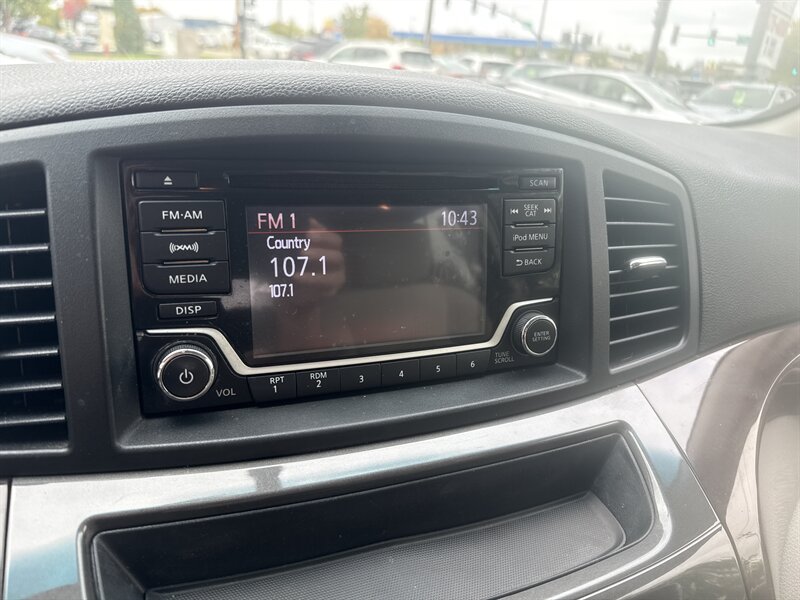 SCAN
FM·AM
SEEK
CAT
FM 1
10:43
Country
((XM))
iPod MENU
107.1
BACK
MEDIA
107.1
DISP
ENTER
SETTING
VOL
RPT
1
RDM
2
3
4
5
6
TUNE
SCROLL